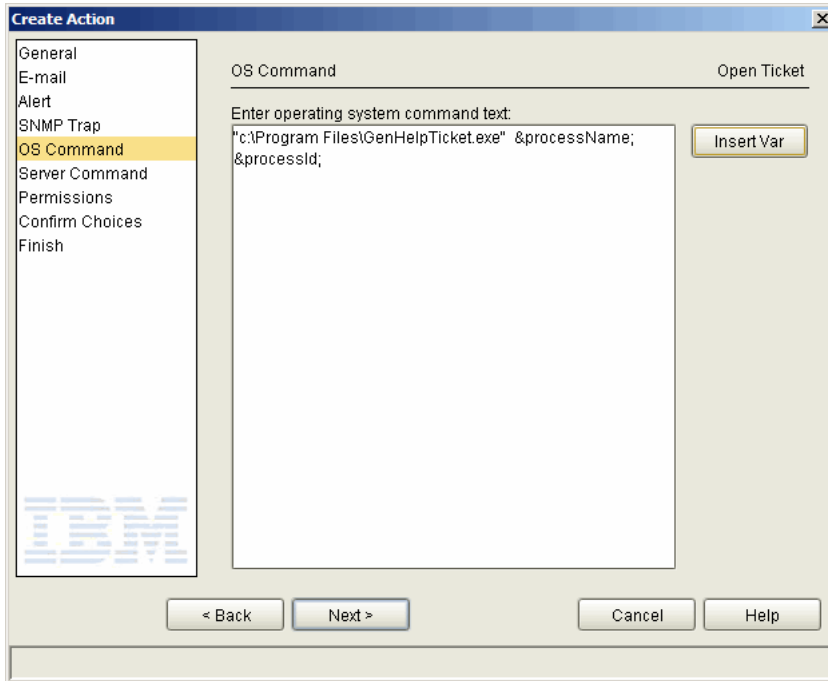 Create Action
General
E-mail
Alert
SNMP Trap
OS Command
Server Command
Permissions
Confirm Choices
Finish
IBM
OS Command Open Ticket
Enter operating system command text:
"c:\Program Files\GenHelpTicket.exe" &processName;
&processId;
Insert Var
< Back Next > Cancel Help